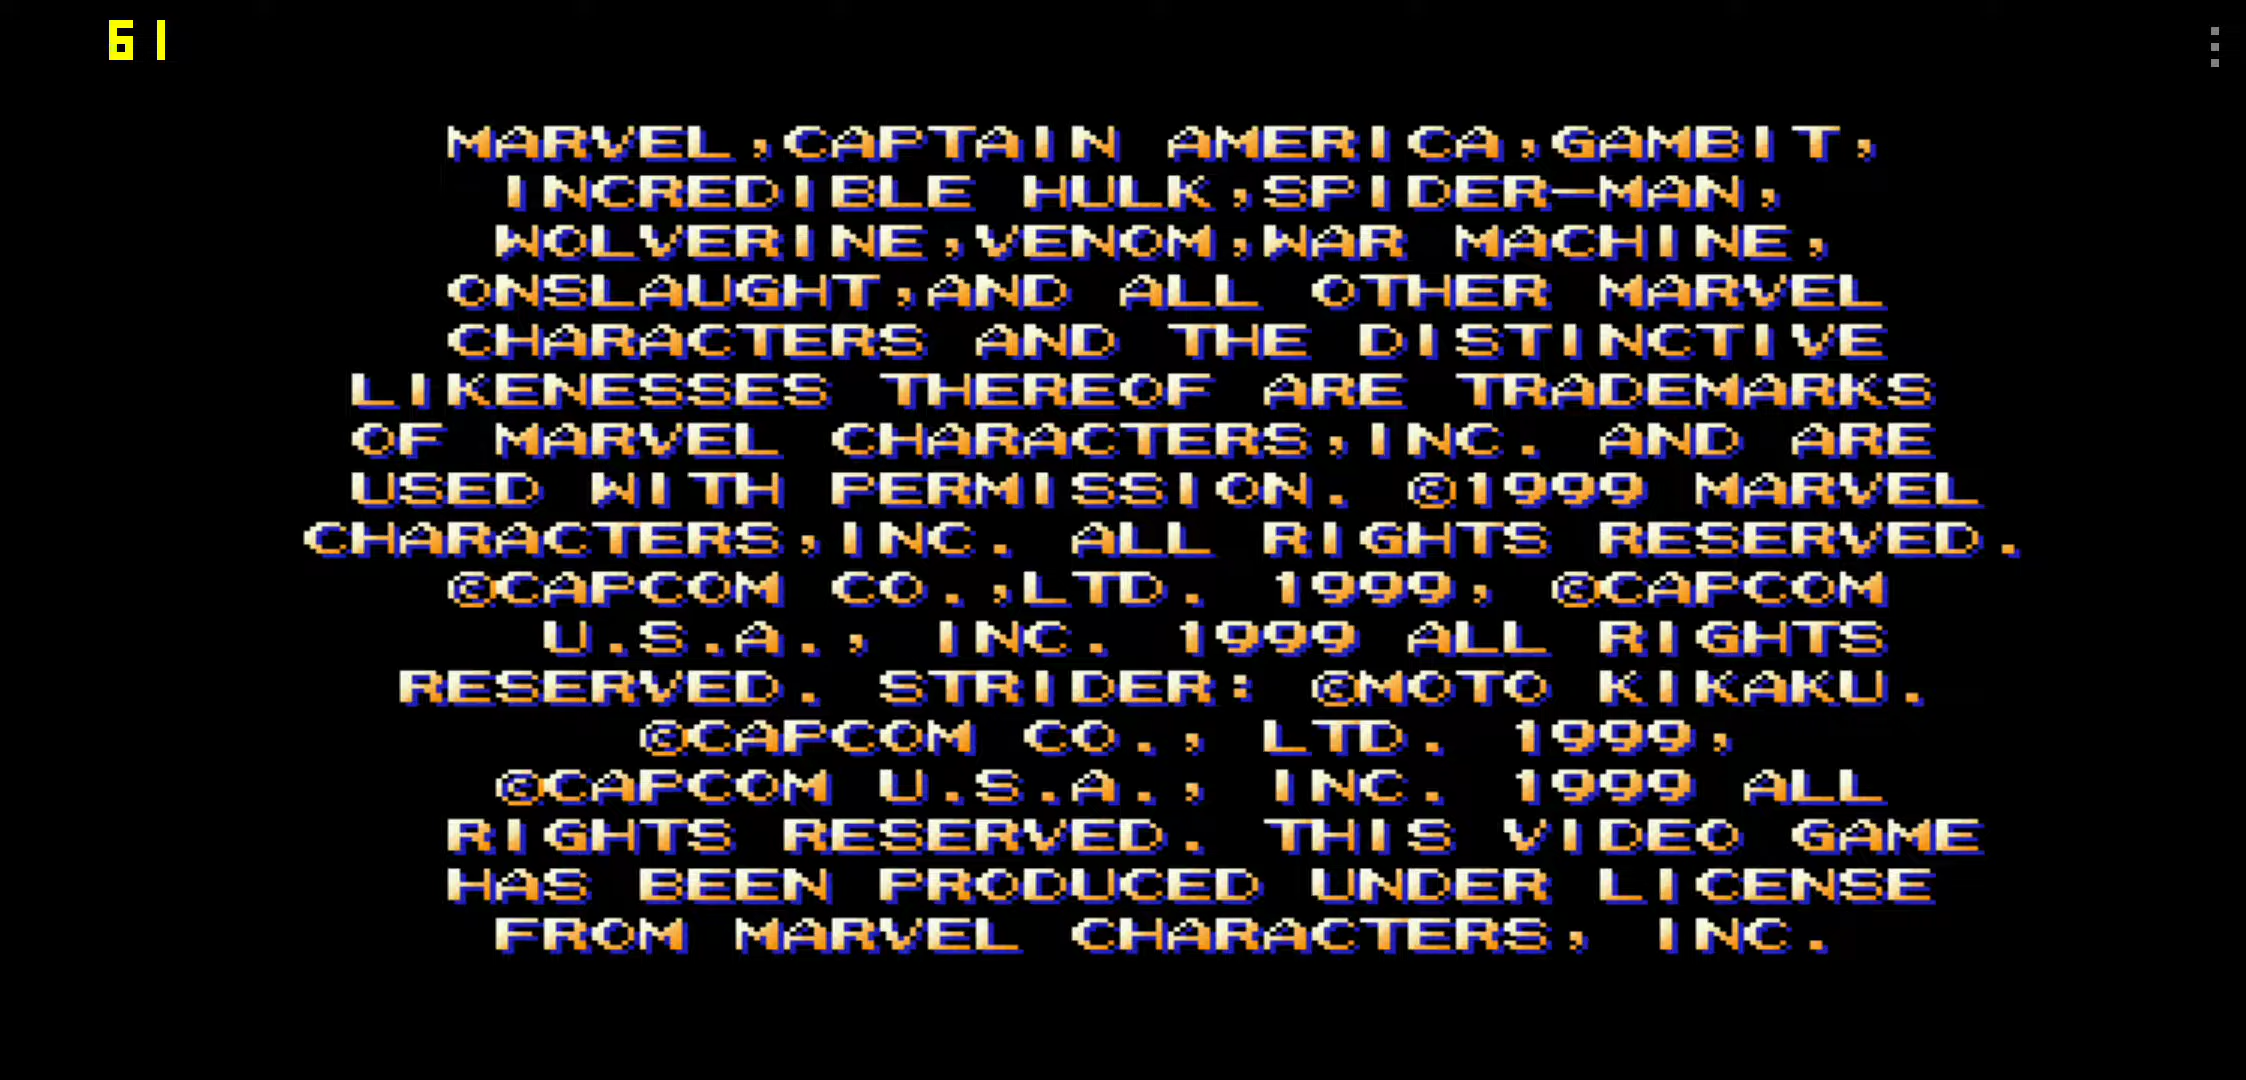 61
MARVEL,CAPTAIN AMERICA,GAMBIT,
INCREDIBLE HULK,SPIDER-MAN,
WOLVERINE,VENOM,WAR MACHINE,
ONSLAUGHT,AND ALL OTHER MARVEL
CHARACTERS AND THE DISTINCTIVE
LIKENESSES THEREOF ARE TRADEMARKS
OF MARVEL CHARACTERS,INC. AND ARE
USED WITH PERMISSION. ©1999 MARVEL
CHARACTERS,INC. ALL RIGHTS RESERVED.
©CAPCOM CO.,LTD. 1999, ©CAPCOM
U.S.A., INC. 1999 ALL RIGHTS
RESERVED. STRIDER: ©MOTO KIKAKU.
©CAPCOM CO., LTD. 1999,
©CAPCOM U.S.A., INC. 1999 ALL
RIGHTS RESERVED. THIS VIDEO GAME
HAS BEEN PRODUCED UNDER LICENSE
FROM MARVEL CHARACTERS, INC.